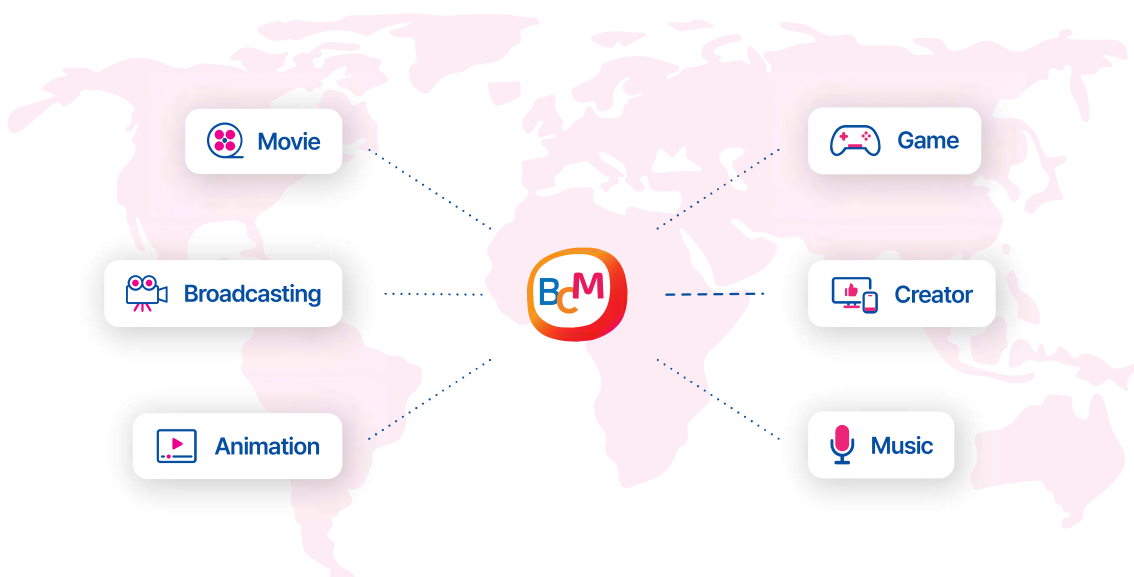 Movie
Game
Broadcasting
BCM
Creator
Animation
Music